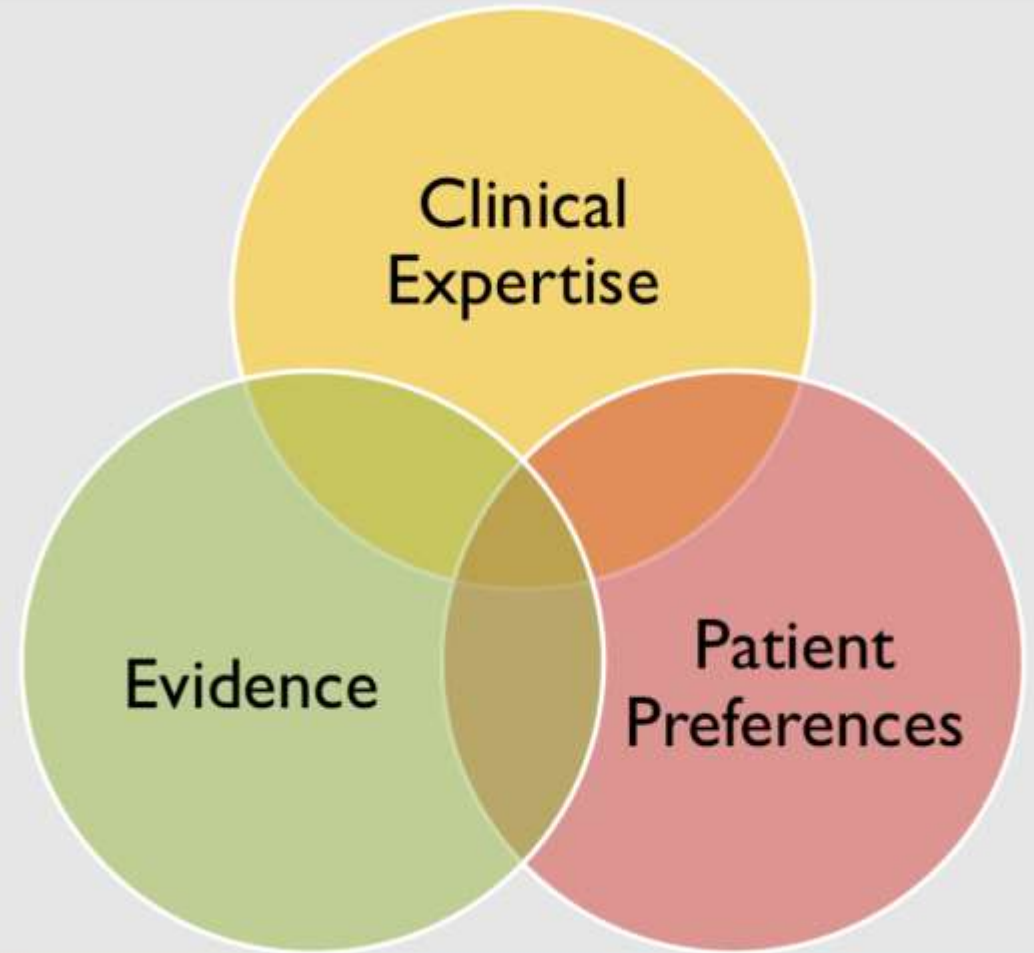 Clinical
Expertise
Evidence
Patient
Preferences